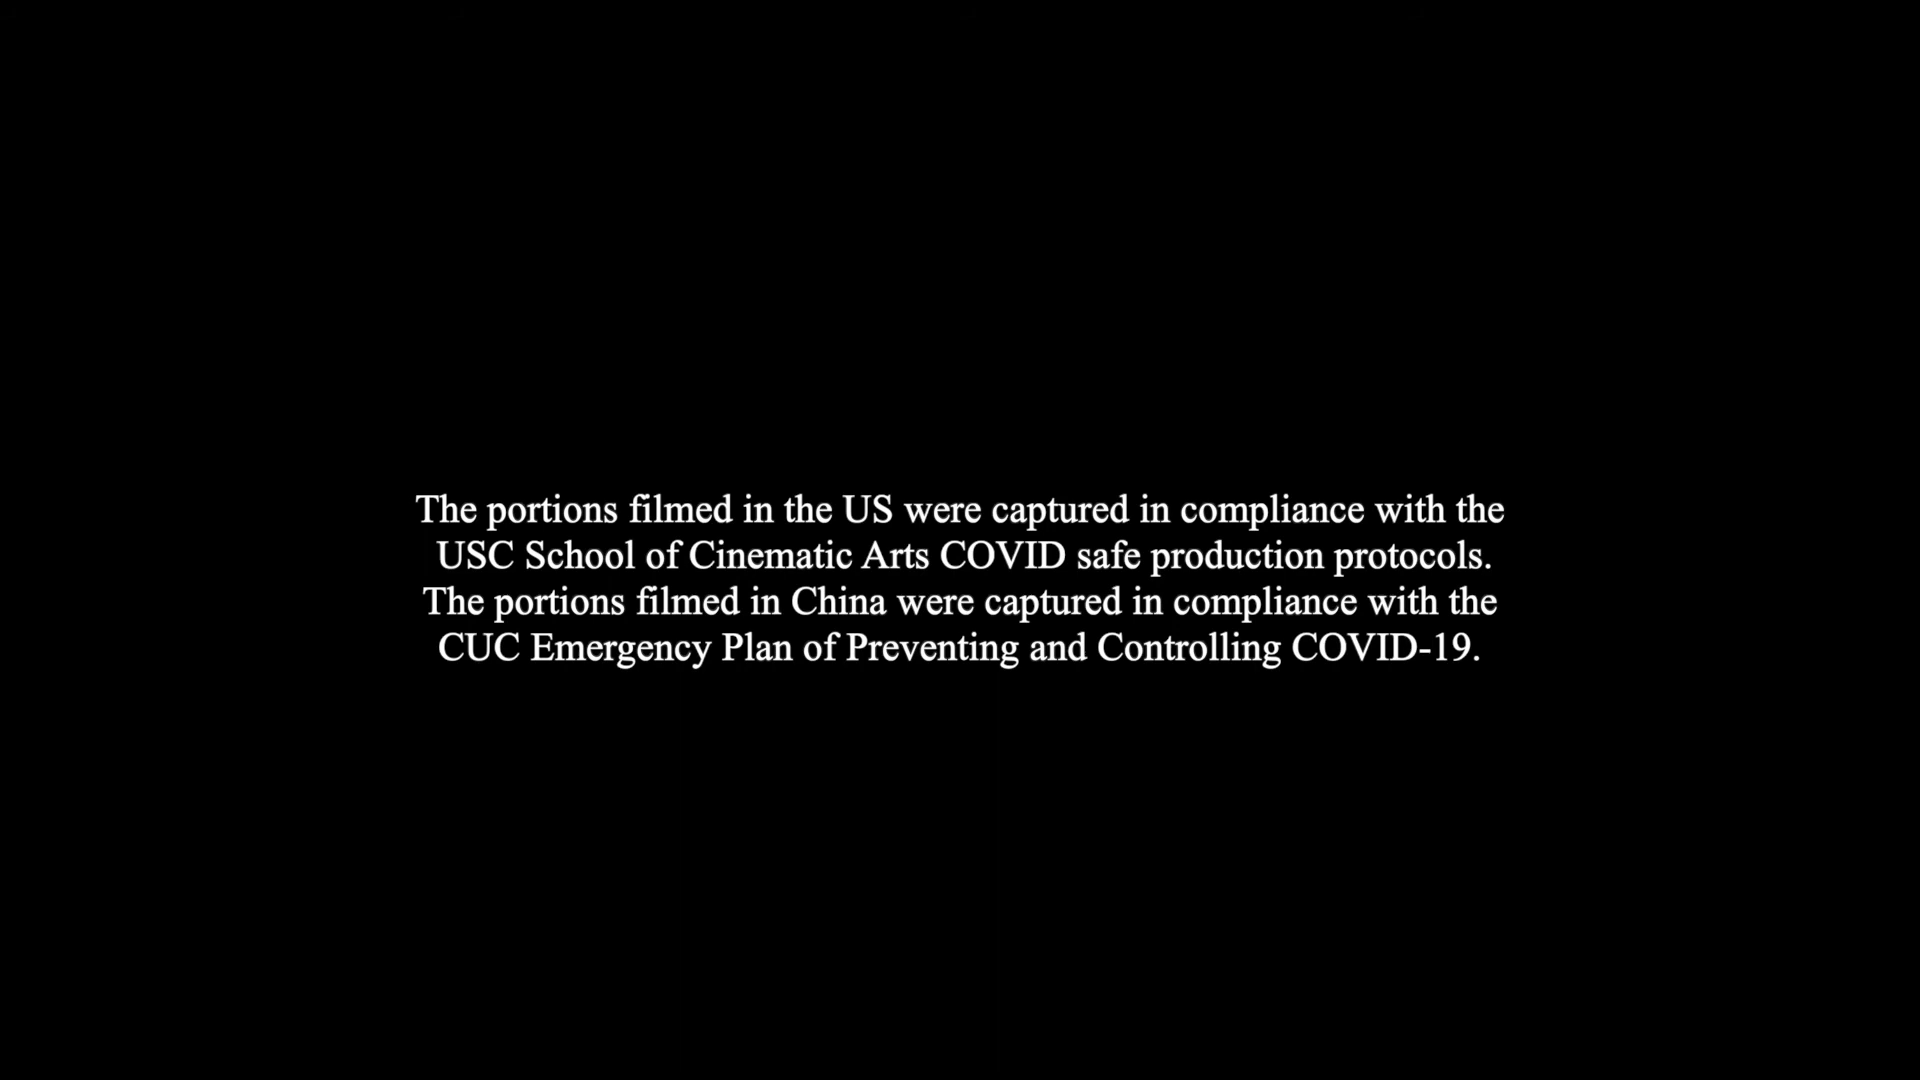 The portions filmed in the US were captured in compliance with the
USC School of Cinematic Arts COVID safe production protocols.
The portions filmed in China were captured in compliance with the
CUC Emergency Plan of Preventing and Controlling COVID-19.